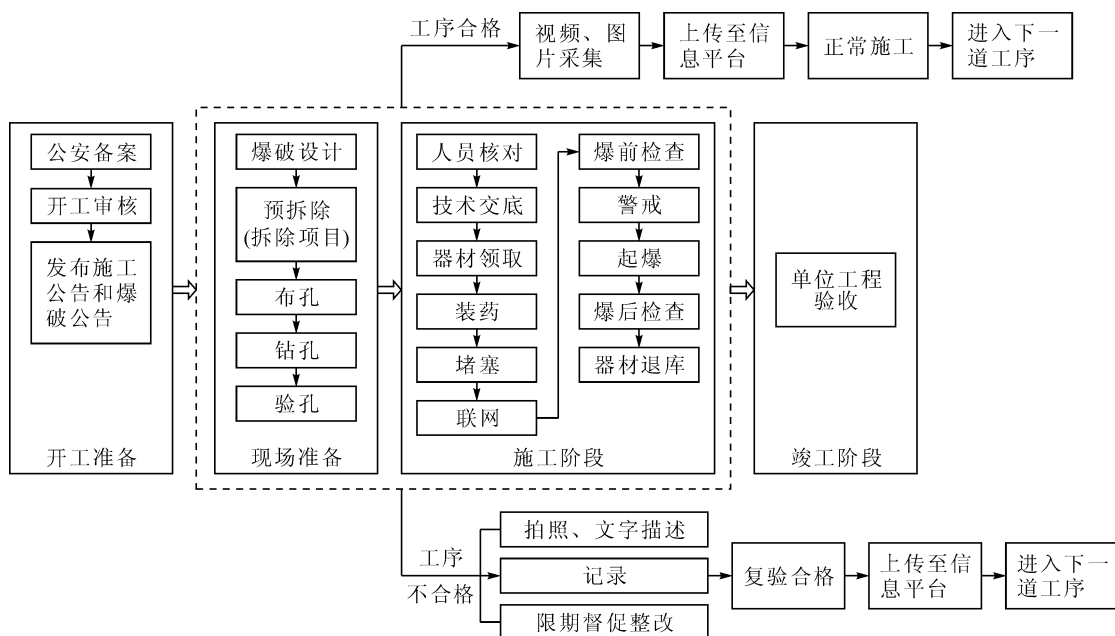 工序合格
视频、图
片采集
上传至信
息平台
正常施工
进入下一
道工序
公安备案
开工审核
发布施工
公告和爆
破公告
开工准备
爆破设计
预拆除
(拆除项目)
布孔
钻孔
验孔
现场准备
人员核对
技术交底
器材领取
装药
堵塞
联网
爆前检查
警戒
起爆
爆后检查
器材退库
施工阶段
单位工程
验收
竣工阶段
工序
不合格
拍照、文字描述
记录
限期督促整改
复验合格
上传至信
息平台
进入下一
道工序